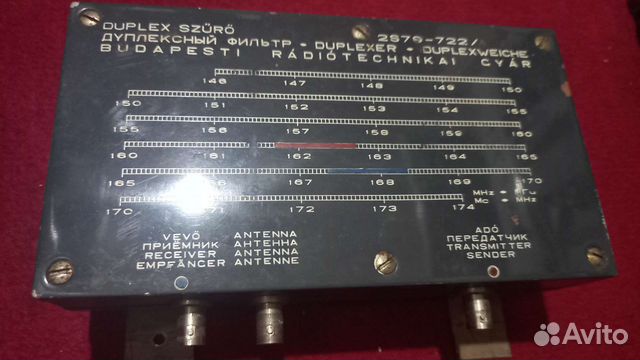 DUPLEX SZŰRŐ 2S79-722/
ДУПЛЕКСНЫЙ ФИЛЬТР - DUPLEXER - DUPLEXWEICHE
BUDAPESTI RÁDIÓTECHNIKAI GYÁR
146 147 148 149 150
150 151 152 153 154 155
155 156 157 158 159 160
160 161 162 163 164 165
165 166 167 168 169 170
MHz МГц
170 171 172 173 174 Mc MHz
VEVŐ ANTENNA ADÓ
ПРИЁМНИК АНТЕННА ПЕРЕДАТЧИК
RECEIVER ANTENNA TRANSMITTER
EMPFÄNGER ANTENNE SENDER
Avito